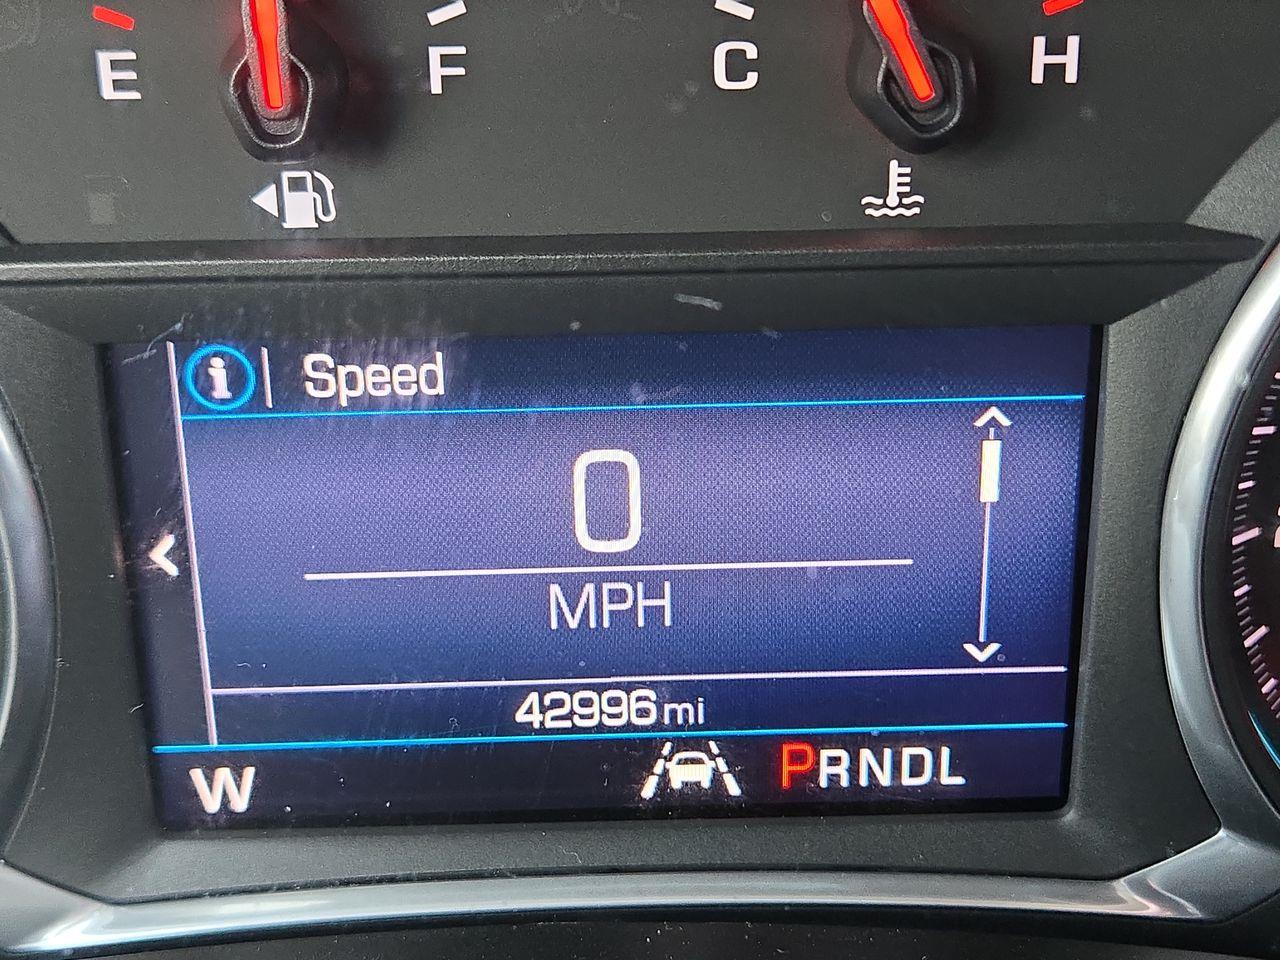 E F C H
i Speed
0
MPH
42996 mi
W PRNDL